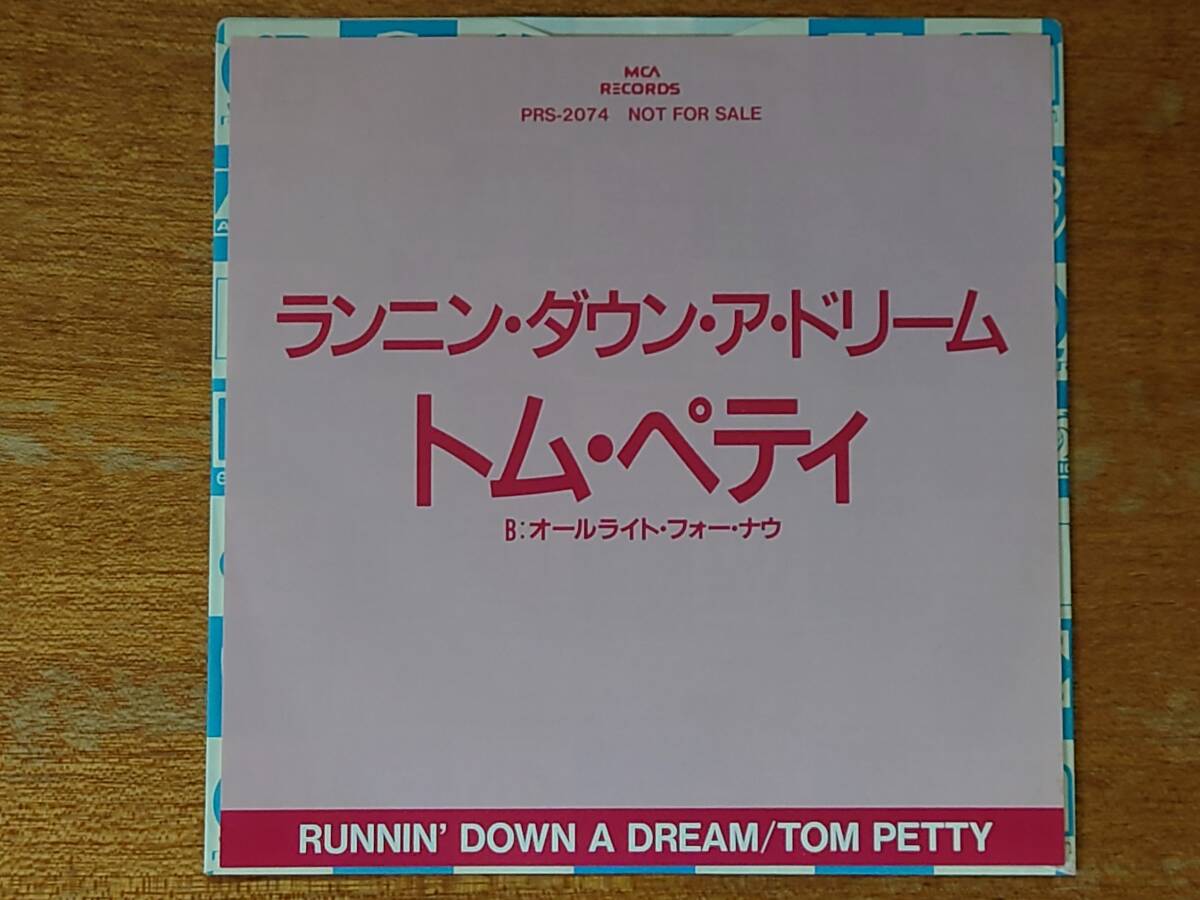 MCA
RECORDS
PRS-2074 NOT FOR SALE
ランニン・ダウン・ア・ドリーム
トム・ペティ
B:オールライト・フォー・ナウ
RUNNIN' DOWN A DREAM/TOM PETTY